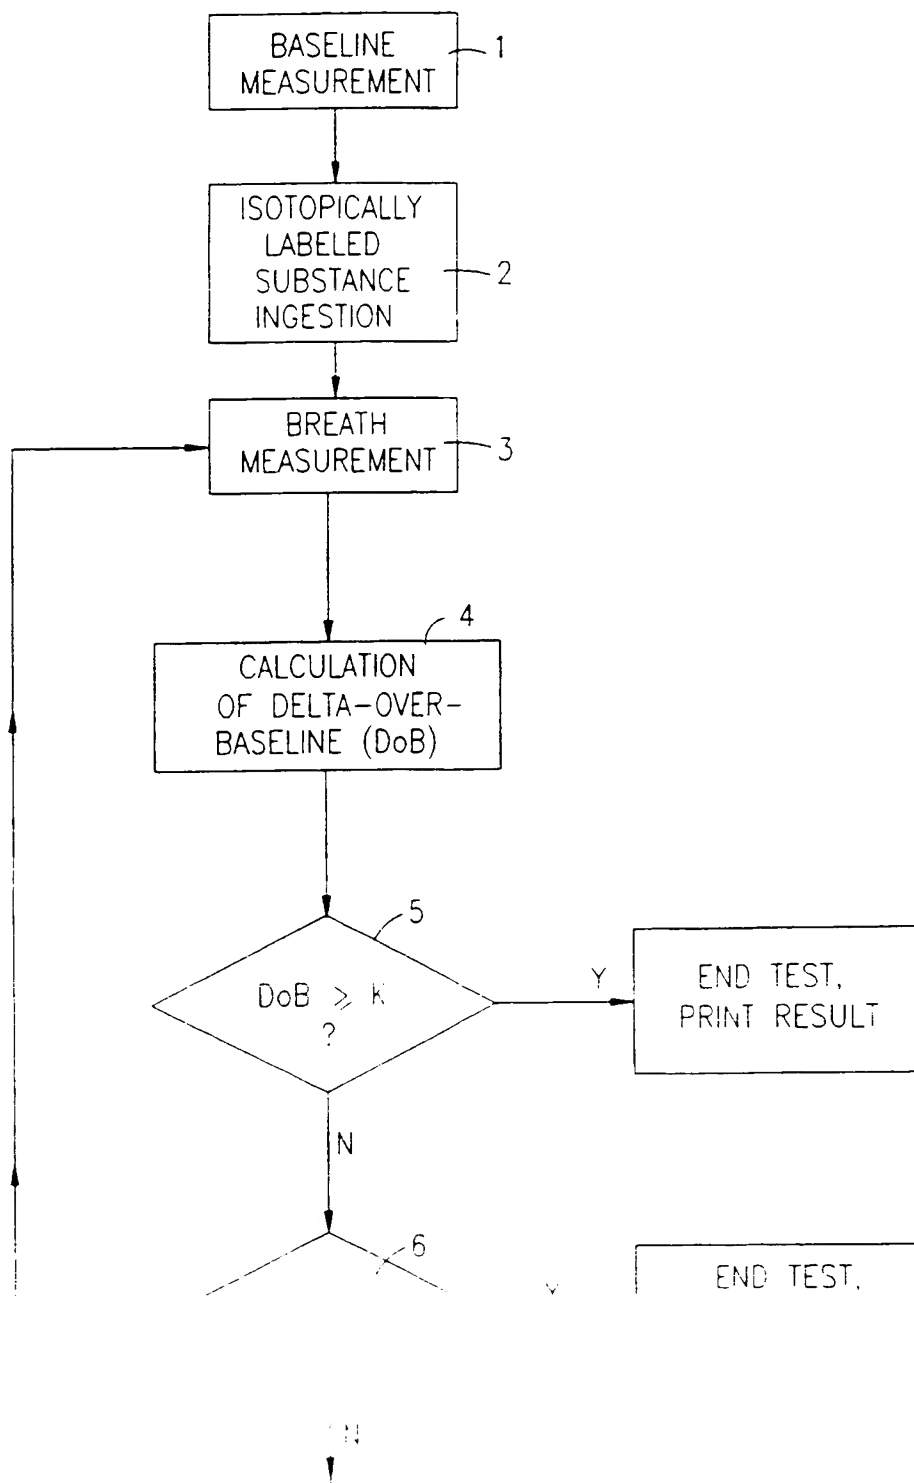 BASELINE
MEASUREMENT
1
ISOTOPICALLY
LABELED
SUBSTANCE
INGESTION
2
BREATH
MEASUREMENT
3
4
CALCULATION
OF DELTA-OVER-
BASELINE (DoB)
5
DoB ⩾ K
?
Y
END TEST,
PRINT RESULT
N
6
Y
END TEST,
N